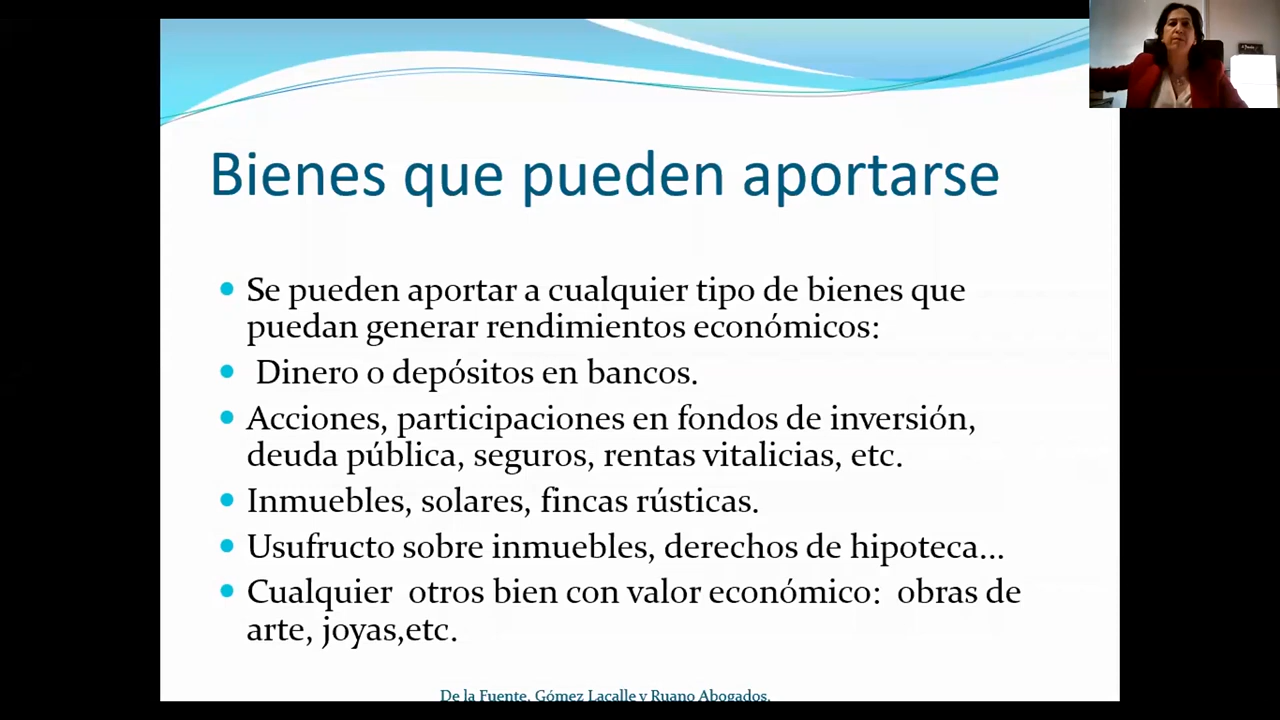 Bienes que pueden aportarse
Se pueden aportar a cualquier tipo de bienes que
puedan generar rendimientos económicos:
Dinero o depósitos en bancos.
Acciones, participaciones en fondos de inversión,
deuda pública, seguros, rentas vitalicias, etc.
Inmuebles, solares, fincas rústicas.
Usufructo sobre inmuebles, derechos de hipoteca...
Cualquier otros bien con valor económico: obras de
arte, joyas,etc.
De la Fuente, Gómez Lacalle y Ruano Abogados.